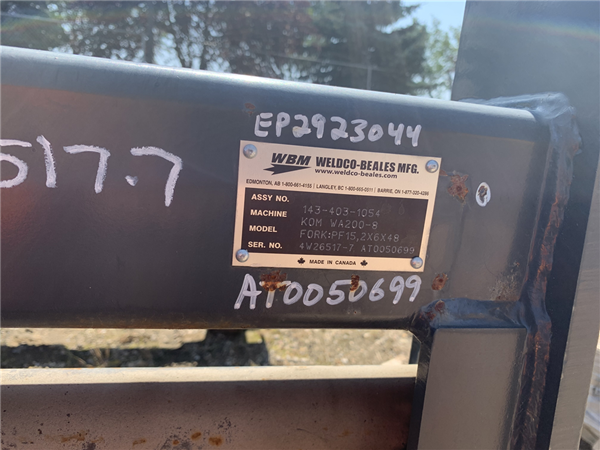 EP2923044
517.7
WBM WELDCO-BEALES MFG.
www.weldco-beales.com
EDMONTON, AB 1-800-661-4155 | LANGLEY, BC 1-800-663-0511 | BARRIE, ON 1-877-320-4266
ASSY NO. 143-403-1054
MACHINE KOM WA200-8
MODEL FORK:PF15,2X6X48
SER. NO. 4W26517-7 AT0050699
MADE IN CANADA
AT0050699